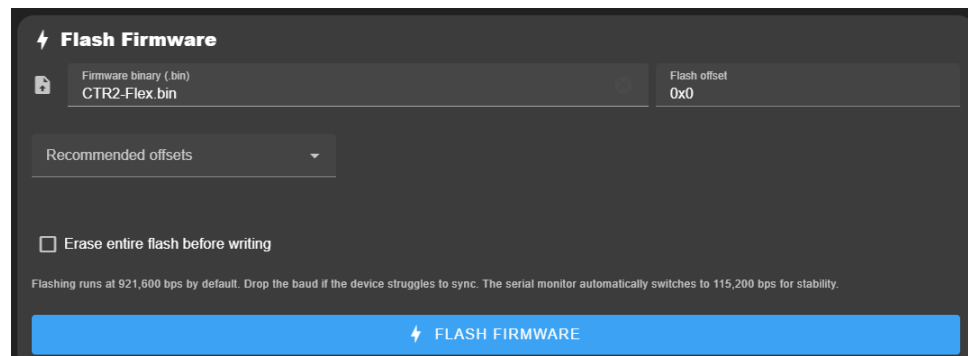 Flash Firmware
Firmware binary (.bin)
CTR2-Flex.bin
Flash offset
0x0
Recommended offsets
Erase entire flash before writing
Flashing runs at 921,600 bps by default. Drop the baud if the device struggles to sync. The serial monitor automatically switches to 115,200 bps for stability.
FLASH FIRMWARE